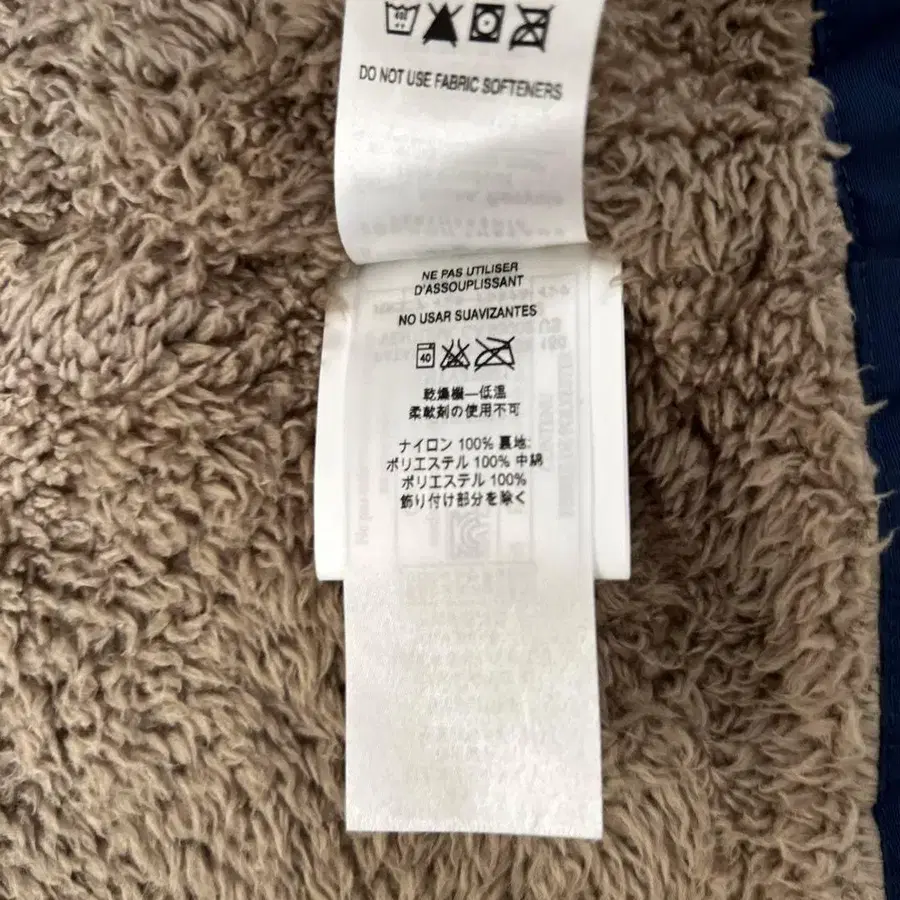 40
DO NOT USE FABRIC SOFTENERS
NE PAS UTILISER
D'ASSOUPLISSANT
NO USAR SUAVIZANTES
40
乾燥機—低温
柔軟剤の使用不可
ナイロン 100% 裏地:
ポリエステル 100% 中綿
ポリエステル 100%
飾り付け部分を除く